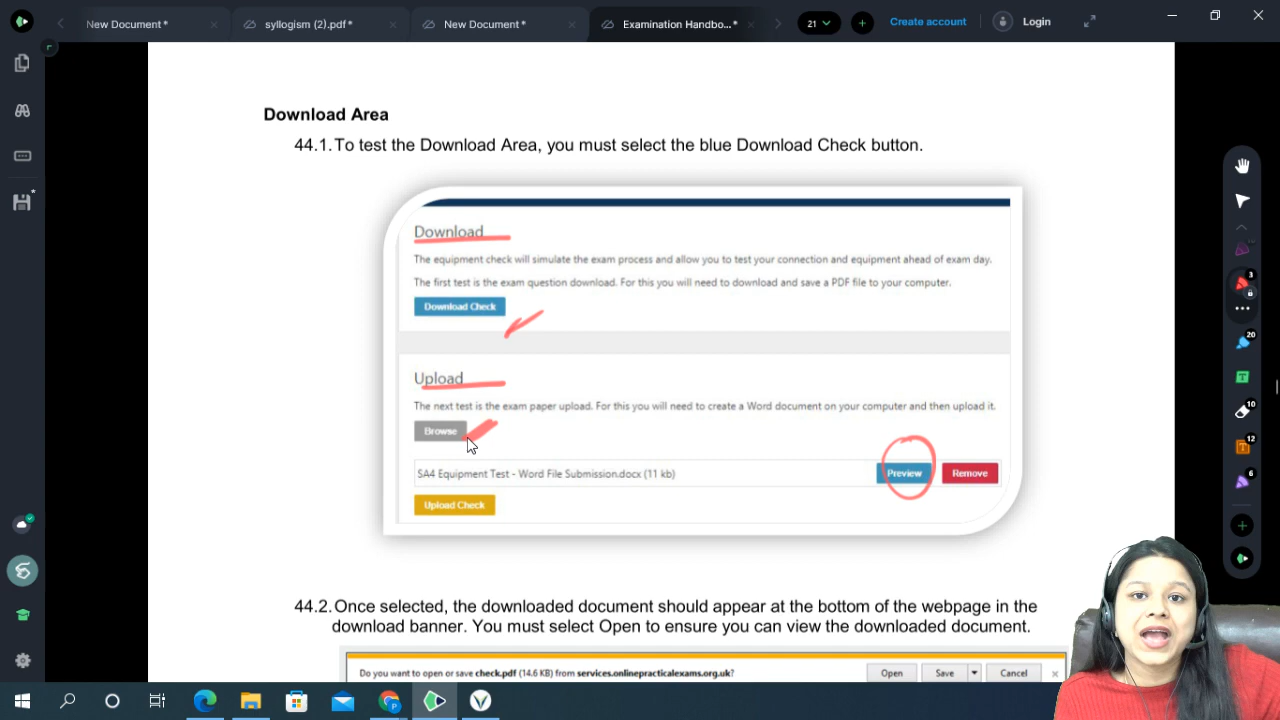 New Document*
syllogism (2).pdf*
New Document*
Examination Handbo...*
21
Create account
Login
Download Area
44.1. To test the Download Area, you must select the blue Download Check button.
Download
The equipment check will simulate the exam process and allow you to test your connection and equipment ahead of exam day.
The first test is the exam question download. For this you will need to download and save a PDF file to your computer.
Download Check
Upload
The next test is the exam paper upload. For this you will need to create a Word document on your computer and then upload it.
Browse
SA4 Equipment Test - Word File Submission.docx (11 kb)
Preview
Remove
Upload Check
44.2. Once selected, the downloaded document should appear at the bottom of the webpage in the
download banner. You must select Open to ensure you can view the downloaded document.
Do you want to open or save check.pdf (14.6 KB) from services.onlinepracticalexams.org.uk?
Open
Save
Cancel
3
20
10
12
6